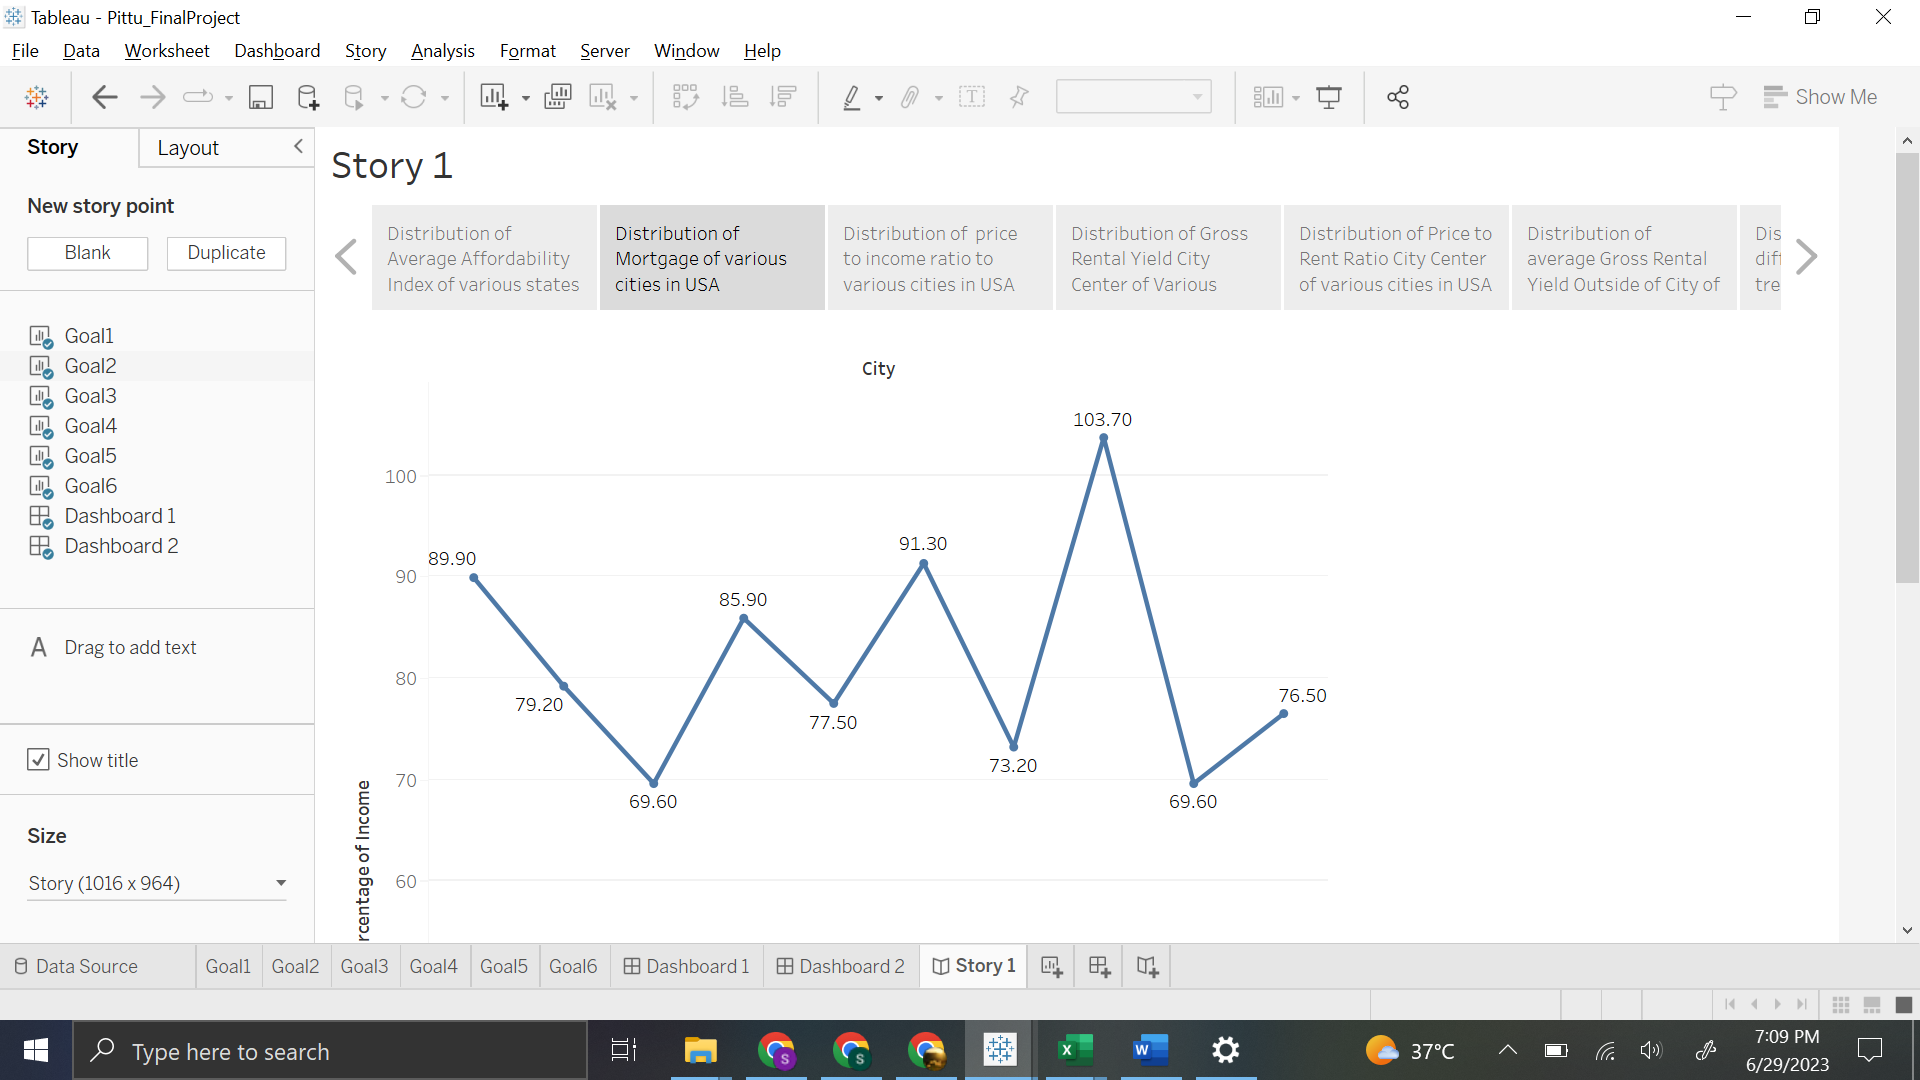 Tableau - Pittu_FinalProject
File Data Worksheet Dashboard Story Analysis Format Server Window Help
Show Me
Story Layout
New story point
Blank Duplicate
Goal1
Goal2
Goal3
Goal4
Goal5
Goal6
Dashboard 1
Dashboard 2
A Drag to add text
Show title
Size
Story (1016 x 964)
Story 1
Distribution of
Average Affordability
Index of various states
Distribution of
Mortgage of various
cities in USA
Distribution of  price
to income ratio to
various cities in USA
Distribution of Gross
Rental Yield City
Center of Various
Distribution of Price to
Rent Ratio City Center
of various cities in USA
Distribution of
average Gross Rental
Yield Outside of City of
Dis
dif
tre
City
103.70
100
91.30
89.90
90
85.90
80
79.20
77.50
76.50
73.20
70
69.60
69.60
60
rcentage of Income
Data Source Goal1 Goal2 Goal3 Goal4 Goal5 Goal6 Dashboard 1 Dashboard 2 Story 1
Type here to search
37°C
7:09 PM
6/29/2023